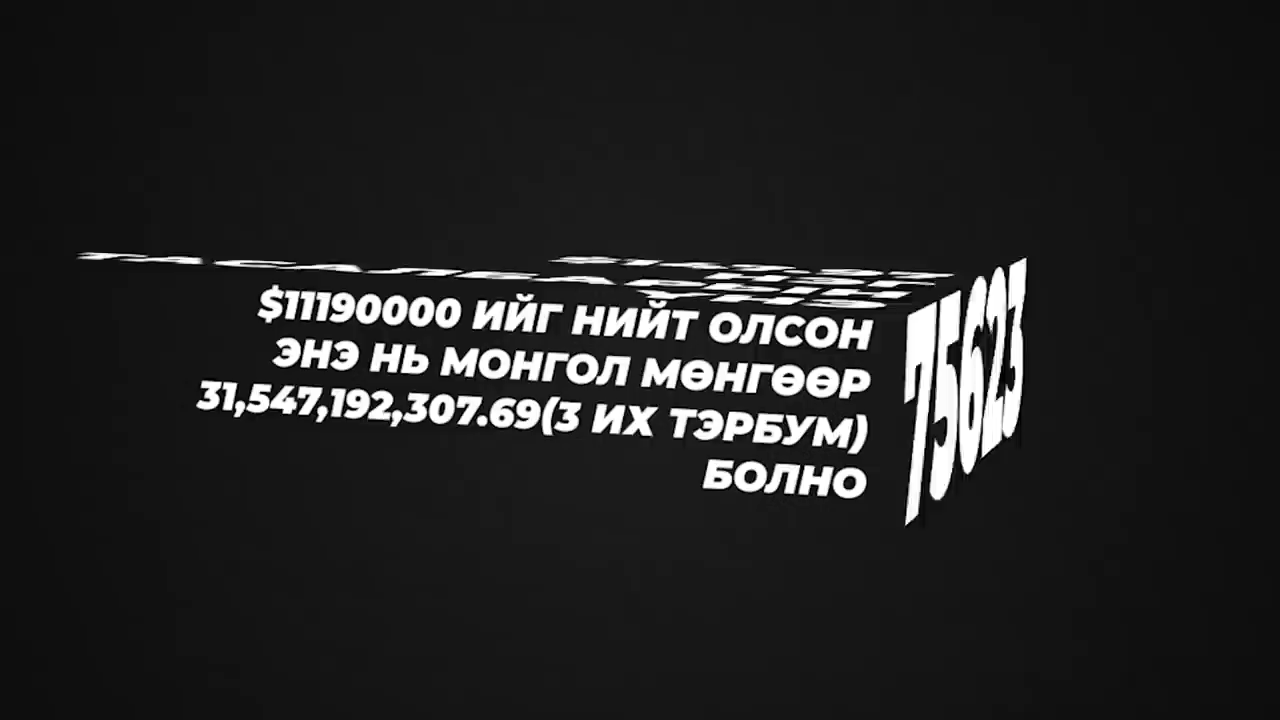 $11190000 ИЙГ НИЙТ ОЛСОН
ЭНЭ НЬ МОНГОЛ МӨНГӨӨР
31,547,192,307.69(3 ИХ ТЭРБУМ)
БОЛНО
75623